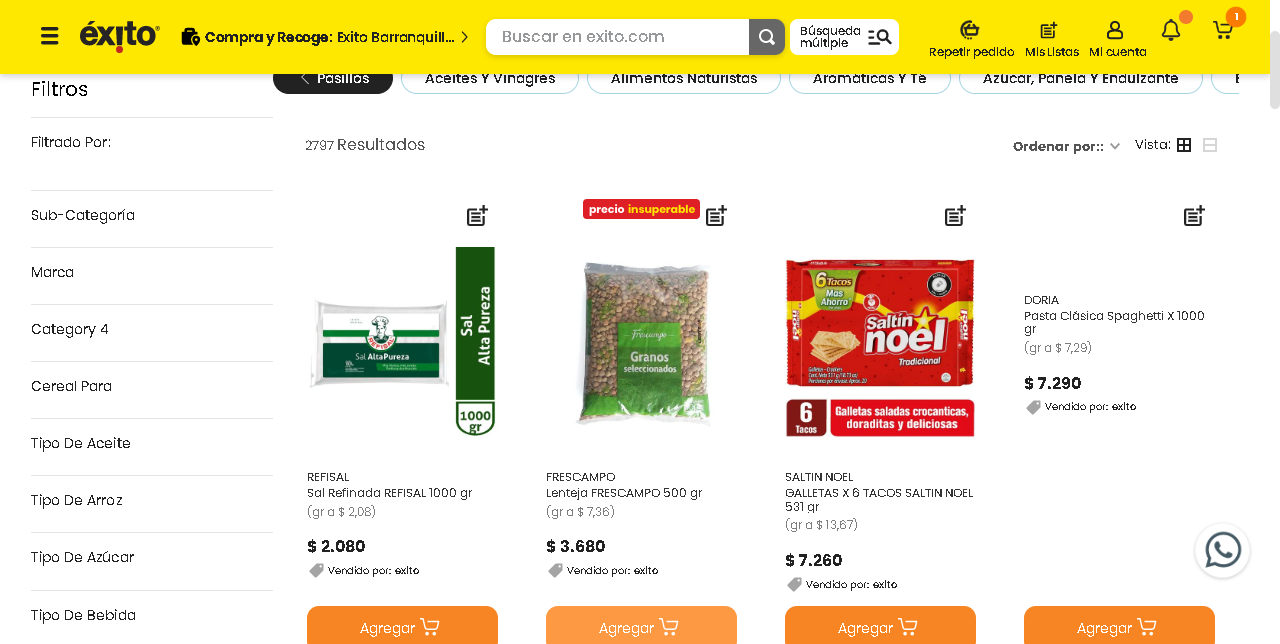 éxito
Compra y Recoge: Exito Barranquill...
Buscar en exito.com
Búsqueda
múltiple
Repetir pedido
Mis Listas
Mi cuenta
1
Pasillos
Aceites Y Vinagres
Alimentos Naturistas
Aromáticas Y Té
Azúcar, Panela Y Endulzante
Filtros
Filtrado Por:
Sub-Categoría
Marca
Category 4
Cereal Para
Tipo De Aceite
Tipo De Arroz
Tipo De Azúcar
Tipo De Bebida
2797 Resultados
Ordenar por::
Vista:
REFISAL
Sal AltaPureza
Sal
Alta Pureza
1000
gr
REFISAL
Sal Refinada REFISAL 1000 gr
(gr a $ 2,08)
$ 2.080
Vendido por: exito
Agregar
precio insuperable
Frescampo
Granos
seleccionados
FRESCAMPO
Lenteja FRESCAMPO 500 gr
(gr a $ 7,36)
$ 3.680
Vendido por: exito
Agregar
6 Tacos
Más
Ahorro
Saltín
noel
Tradicional
6
Tacos
Galletas saladas crocanticas,
doraditas y deliciosas
SALTIN NOEL
GALLETAS X 6 TACOS SALTIN NOEL
531 gr
(gr a $ 13,67)
$ 7.260
Vendido por: exito
Agregar
DORIA
Pasta Clásica Spaghetti X 1000
gr
(gr a $ 7,29)
$ 7.290
Vendido por: exito
Agregar